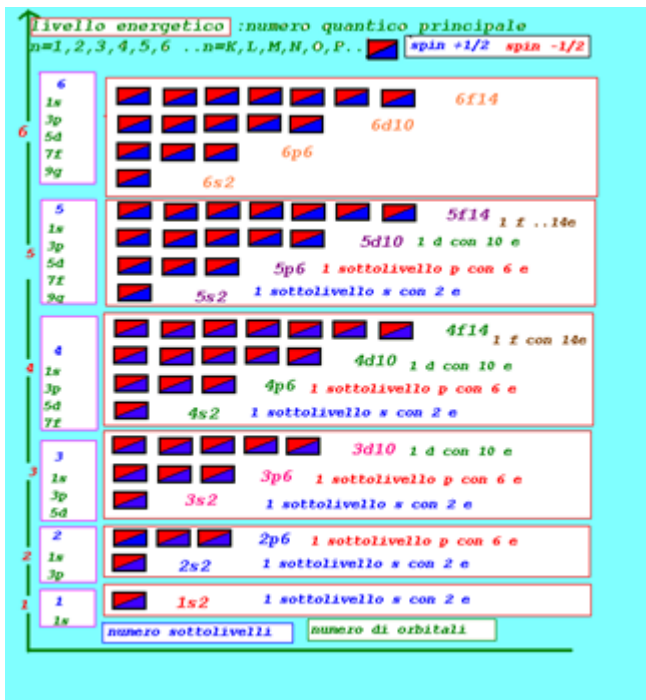 livello energetico :numero quantico principale
n=1,2,3,4,5,6 ..n=K,L,M,N,O,P.. spin +1/2 spin -1/2
6
6
1s
3p
5d
7f
9g
6f14
6d10
6p6
6s2
5
5
1s
3p
5d
7f
9g
5f14 1 f ..14e
5d10 1 d con 10 e
5p6 1 sottolivello p con 6 e
5s2 1 sottolivello s con 2 e
4
4
1s
3p
5d
7f
4f14 1 f con 14e
4d10 1 d con 10 e
4p6 1 sottolivello p con 6 e
4s2 1 sottolivello s con 2 e
3
3
1s
3p
5d
3d10 1 d con 10 e
3p6 1 sottolivello p con 6 e
3s2 1 sottolivello s con 2 e
2
2
1s
3p
2p6 1 sottolivello p con 6 e
2s2 1 sottolivello s con 2 e
1
1
1s
1s2 1 sottolivello s con 2 e
numero sottolivelli numero di orbitali